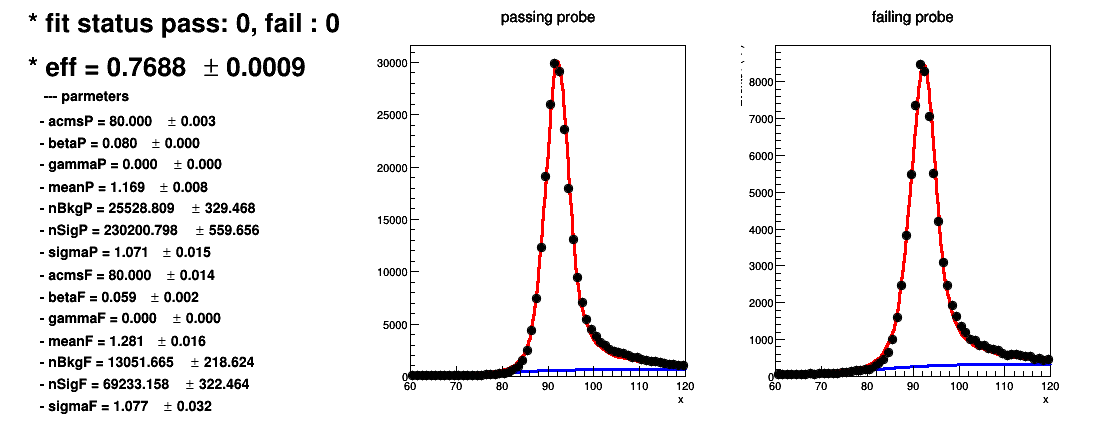 * fit status pass: 0, fail : 0
* eff = 0.7688 ± 0.0009
--- parmeters
- acmsP = 80.000 ± 0.003
- betaP = 0.080 ± 0.000
- gammaP = 0.000 ± 0.000
- meanP = 1.169 ± 0.008
- nBkgP = 25528.809 ± 329.468
- nSigP = 230200.798 ± 559.656
- sigmaP = 1.071 ± 0.015
- acmsF = 80.000 ± 0.014
- betaF = 0.059 ± 0.002
- gammaF = 0.000 ± 0.000
- meanF = 1.281 ± 0.016
- nBkgF = 13051.665 ± 218.624
- nSigF = 69233.158 ± 322.464
- sigmaF = 1.077 ± 0.032
passing probe
30000
25000
20000
15000
10000
5000
0
60 70 80 90 100 110 120
x
failing probe
8000
7000
6000
5000
4000
3000
2000
1000
0
60 70 80 90 100 110 120
x